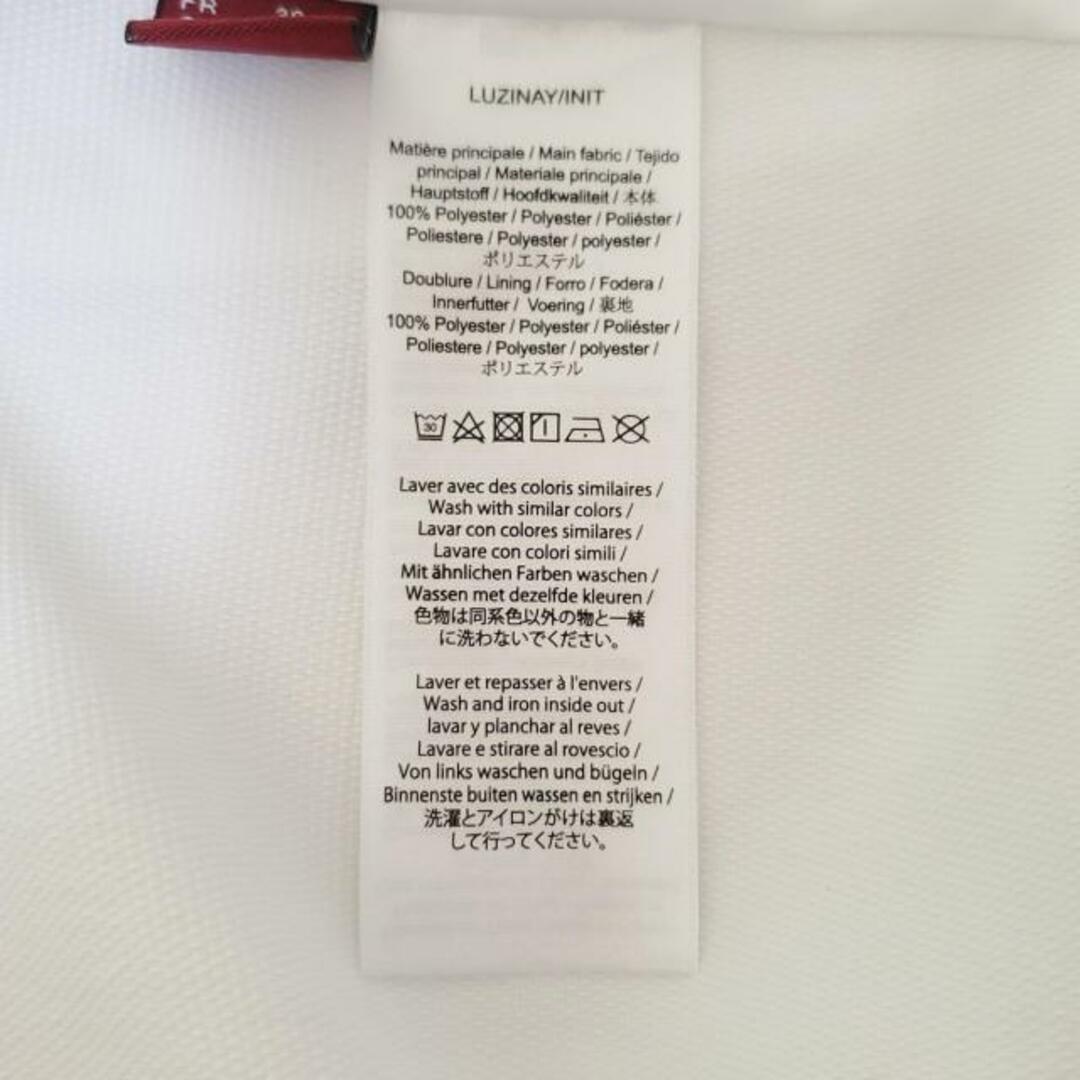 FR
LUZINAY/INIT
Matière principale / Main fabric / Tejido
principal / Materiale principale /
Hauptstoff / Hoofdkwaliteit / 本体
100% Polyester / Polyester / Poliéster /
Poliestere / Polyester / polyester /
ポリエステル
Doublure / Lining / Forro / Fodera /
Innerfutter / Voering / 裏地
100% Polyester / Polyester / Poliéster /
Poliestere / Polyester / polyester /
ポリエステル
30
Laver avec des coloris similaires /
Wash with similar colors /
Lavar con colores similares /
Lavare con colori simili /
Mit ähnlichen Farben waschen /
Wassen met dezelfde kleuren /
色物は同系色以外の物と一緒
に洗わないでください。
Laver et repasser à l'envers /
Wash and iron inside out /
lavar y planchar al reves /
Lavare e stirare al rovescio /
Von links waschen und bügeln /
Binnenste buiten wassen en strijken /
洗濯とアイロンがけは裏返
して行ってください。